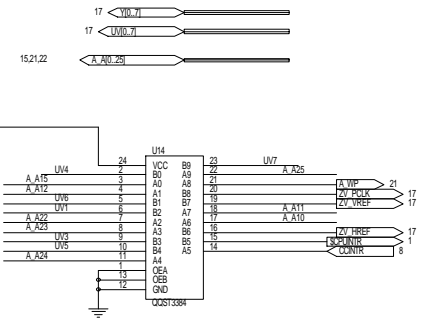 17 Y[0..7]
17 UV[0..7]
15,21,22 A_A[0..25]
U14
24 VCC B9 23 UV7
UV4 2 B0 A9 22 A_A25
A_A15 3 A0 A8 21 A_WP 21
A_A12 4 A1 B8 20 ZV_PCLK 17
UV6 5 B1 B7 19 ZV_VREF 17
UV1 6 B2 A7 18 A_A11
A_A22 7 A2 A6 17 A_A10
A_A23 8 A3 B6 16 ZV_HREF 17
UV3 9 B3 B5 15 SCPUINTR 1
UV5 10 B4 A5 14 CCINTR 8
A_A24 11 A4
1 OEA
13 OEB
12 GND
QQST3384